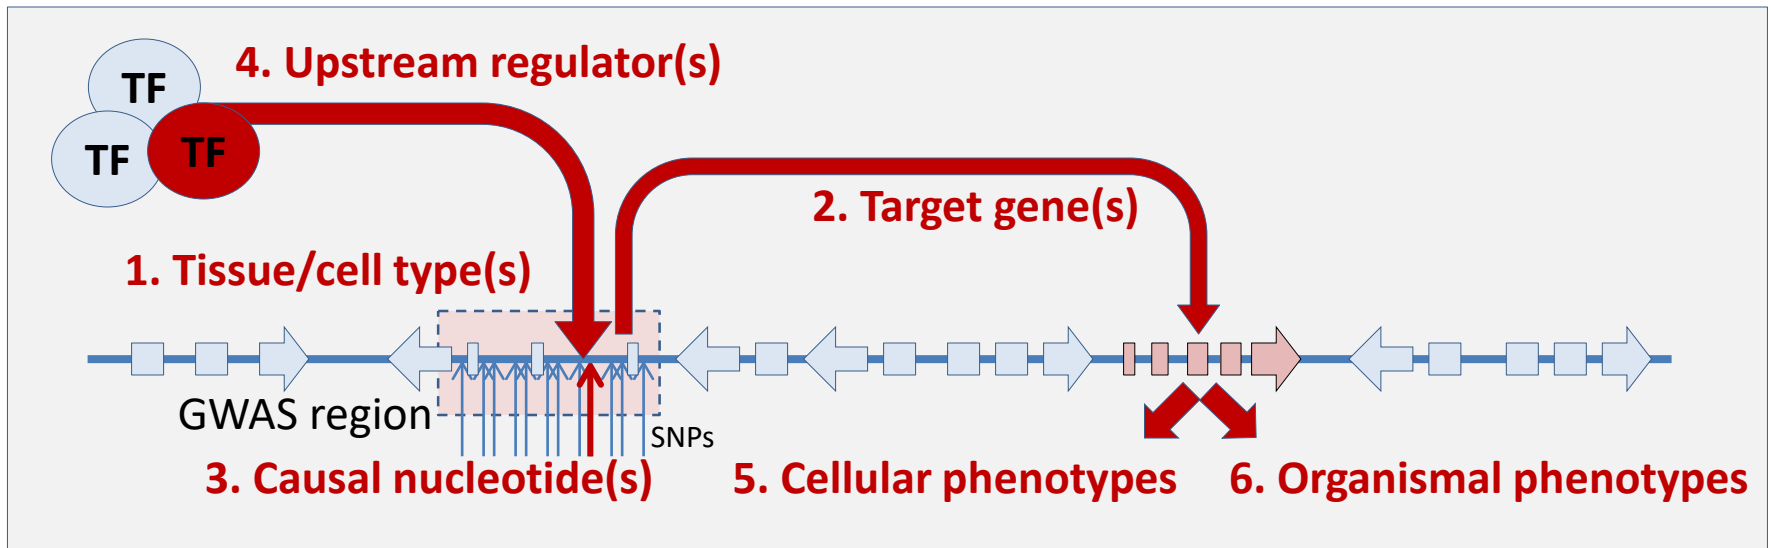 4. Upstream regulator(s)
TF
TF
TF
2. Target gene(s)
1. Tissue/cell type(s)
GWAS region
SNPs
3. Causal nucleotide(s)
5. Cellular phenotypes
6. Organismal phenotypes